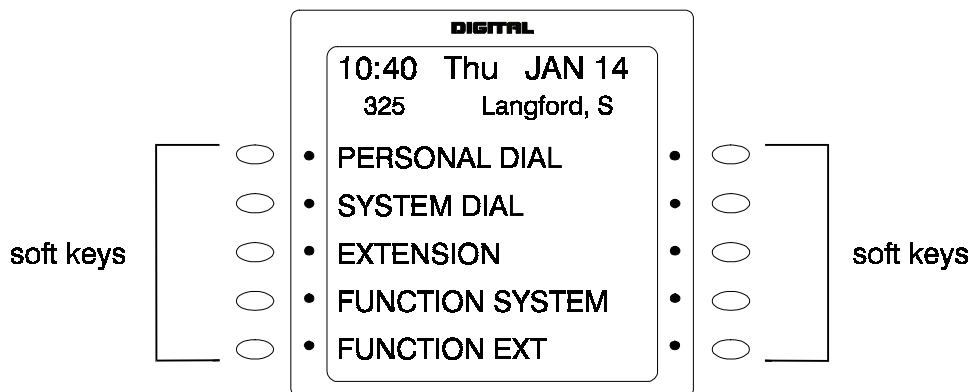 DIGITAL
10:40 Thu JAN 14
325 Langford, S
PERSONAL DIAL
SYSTEM DIAL
soft keys EXTENSION soft keys
FUNCTION SYSTEM
FUNCTION EXT